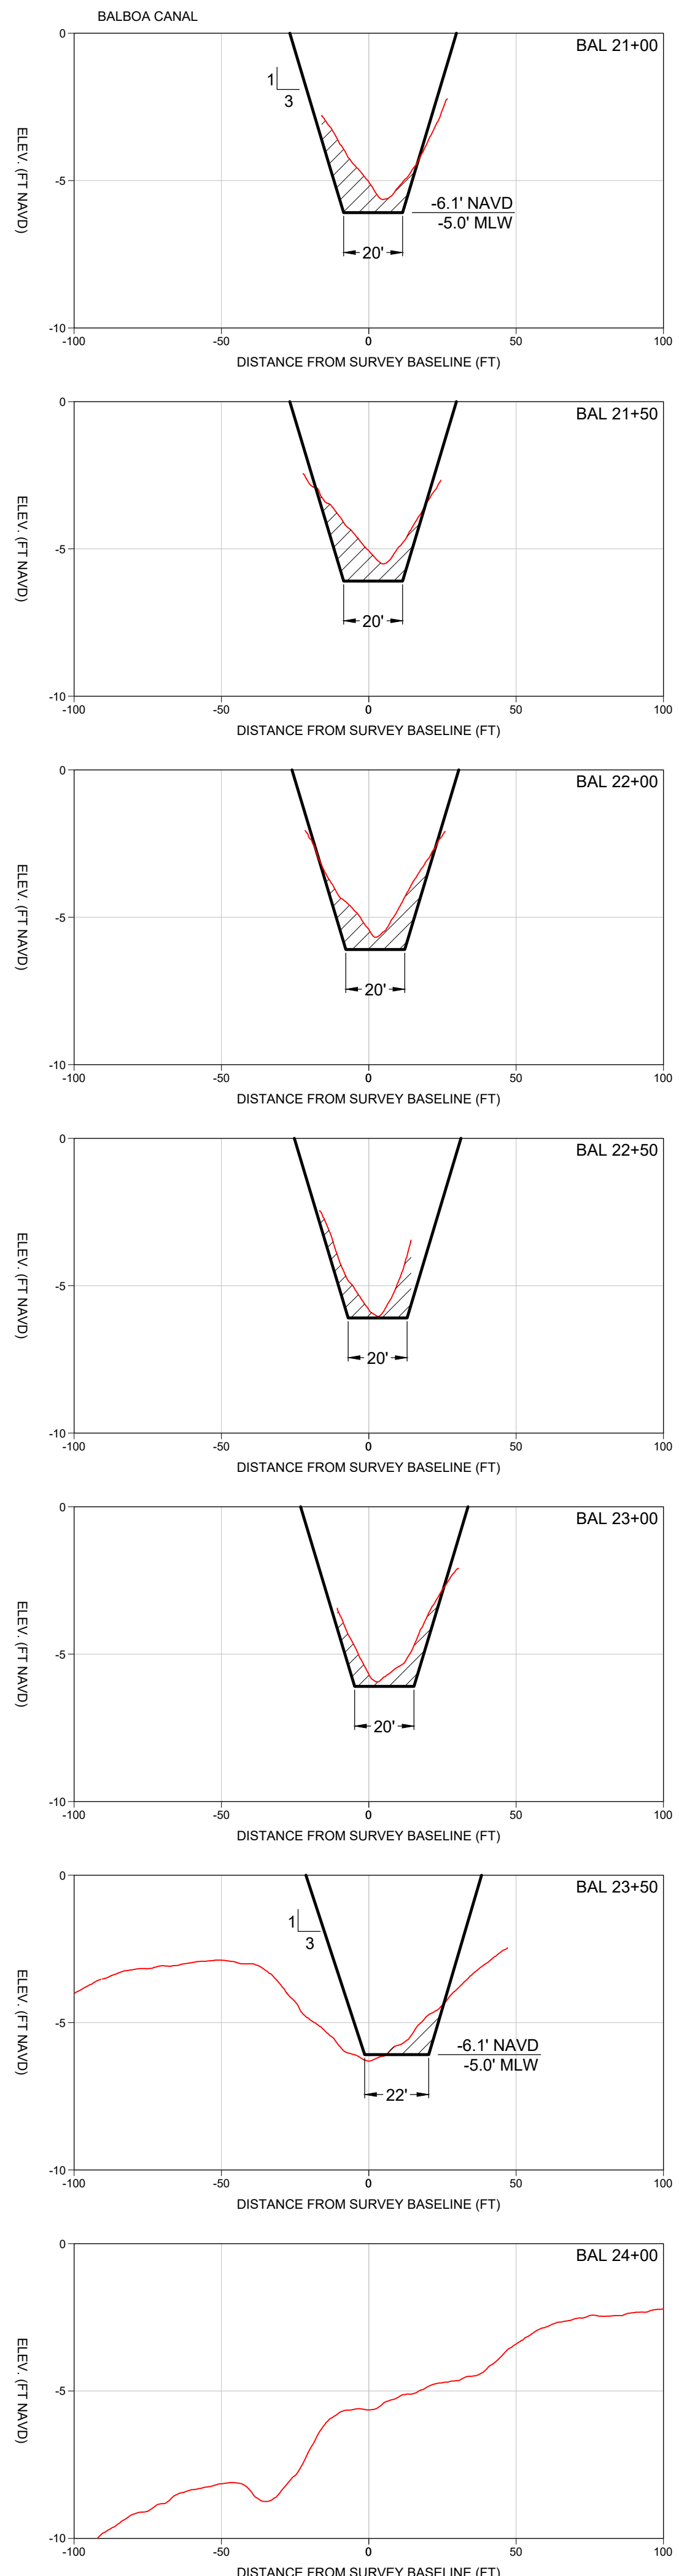 BALBOA CANAL
0
BAL 21+00
1
3
ELEV. (FT NAVD)
-5
-6.1' NAVD
-5.0' MLW
20'
-10
-100 -50 0 50 100
DISTANCE FROM SURVEY BASELINE (FT)
0
BAL 21+50
ELEV. (FT NAVD)
-5
20'
-10
-100 -50 0 50 100
DISTANCE FROM SURVEY BASELINE (FT)
0
BAL 22+00
ELEV. (FT NAVD)
-5
20'
-10
-100 -50 0 50 100
DISTANCE FROM SURVEY BASELINE (FT)
0
BAL 22+50
ELEV. (FT NAVD)
-5
20'
-10
-100 -50 0 50 100
DISTANCE FROM SURVEY BASELINE (FT)
0
BAL 23+00
ELEV. (FT NAVD)
-5
20'
-10
-100 -50 0 50 100
DISTANCE FROM SURVEY BASELINE (FT)
0
BAL 23+50
1
3
ELEV. (FT NAVD)
-5
-6.1' NAVD
-5.0' MLW
22'
-10
-100 -50 0 50 100
DISTANCE FROM SURVEY BASELINE (FT)
0
BAL 24+00
ELEV. (FT NAVD)
-5
-10
-100 -50 0 50 100
DISTANCE FROM SURVEY BASELINE (FT)